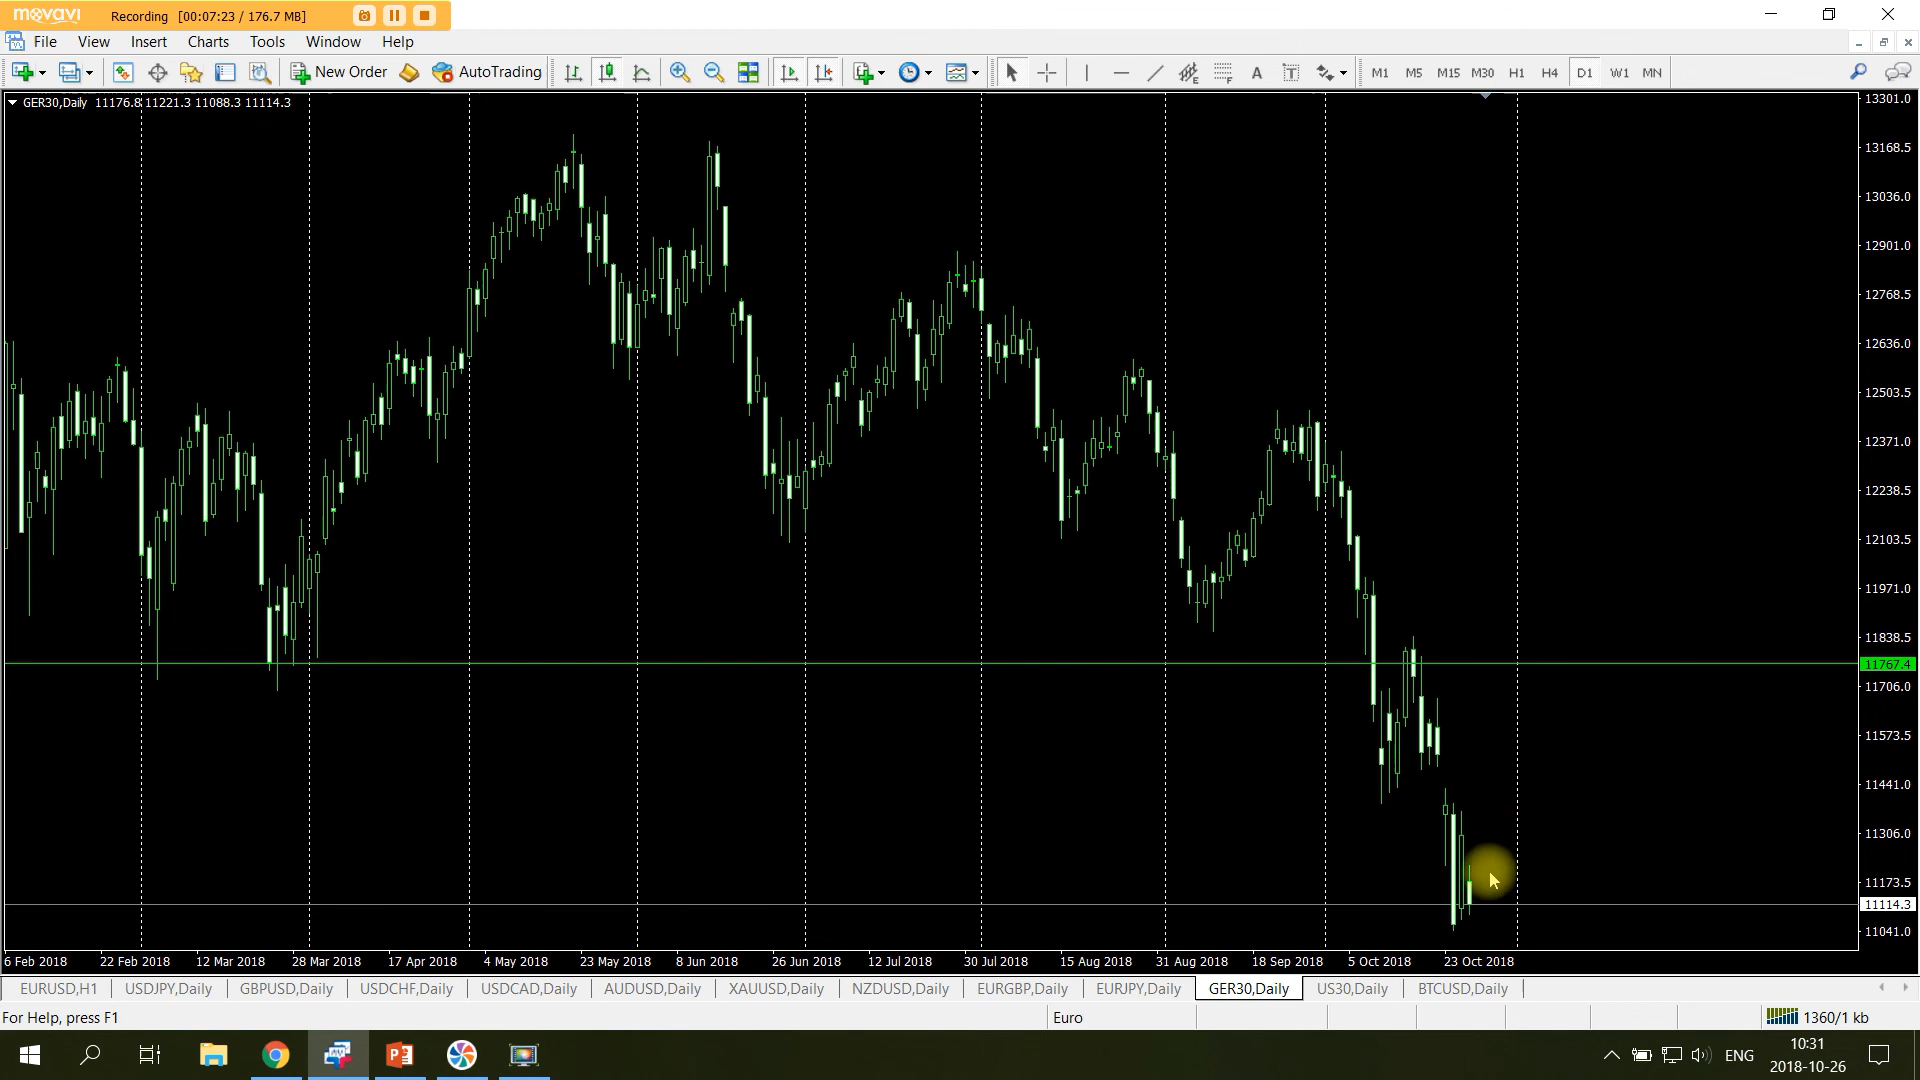 movavi Recording [00:07:23 / 176.7 MB]
File View Insert Charts Tools Window Help
New Order AutoTrading A T M1 M5 M15 M30 H1 H4 D1 W1 MN
GER30,Daily 11176.8 11221.3 11088.3 11114.3
13301.0
13168.5
13036.0
12901.0
12768.5
12636.0
12503.5
12371.0
12238.5
12103.5
11971.0
11838.5
11767.4
11706.0
11573.5
11441.0
11306.0
11173.5
11114.3
11041.0
6 Feb 2018 22 Feb 2018 12 Mar 2018 28 Mar 2018 17 Apr 2018 4 May 2018 23 May 2018 8 Jun 2018 26 Jun 2018 12 Jul 2018 30 Jul 2018 15 Aug 2018 31 Aug 2018 18 Sep 2018 5 Oct 2018 23 Oct 2018
EURUSD,H1 USDJPY,Daily GBPUSD,Daily USDCHF,Daily USDCAD,Daily AUDUSD,Daily XAUUSD,Daily NZDUSD,Daily EURGBP,Daily EURJPY,Daily GER30,Daily US30,Daily BTCUSD,Daily
For Help, press F1 Euro 1360/1 kb
ENG 10:31
2018-10-26